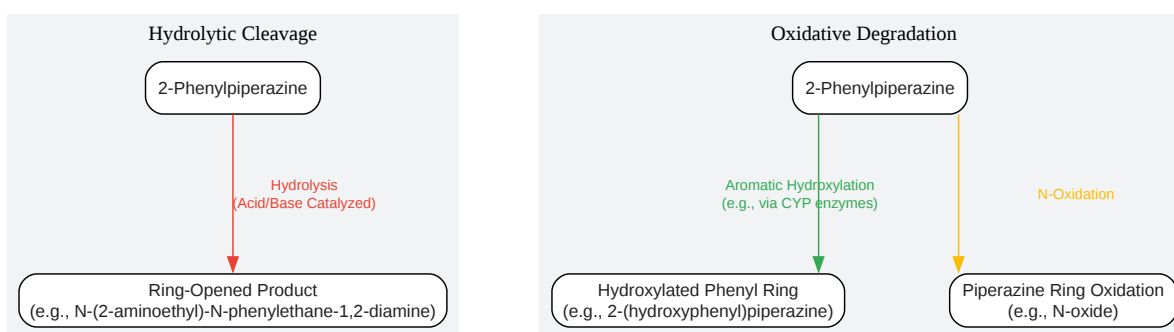 Hydrolytic Cleavage
2-Phenylpiperazine
Hydrolysis
(Acid/Base Catalyzed)
Ring-Opened Product
(e.g., N-(2-aminoethyl)-N-phenylethane-1,2-diamine)
Oxidative Degradation
2-Phenylpiperazine
Aromatic Hydroxylation
(e.g., via CYP enzymes)
N-Oxidation
Hydroxylated Phenyl Ring
(e.g., 2-(hydroxyphenyl)piperazine)
Piperazine Ring Oxidation
(e.g., N-oxide)